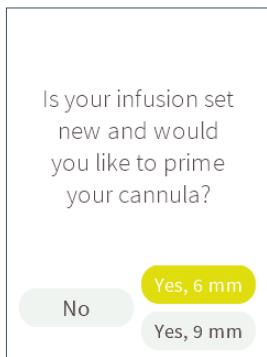 Is your infusion set
new and would
you like to prime
your cannula?
Yes, 6 mm
No
Yes, 9 mm